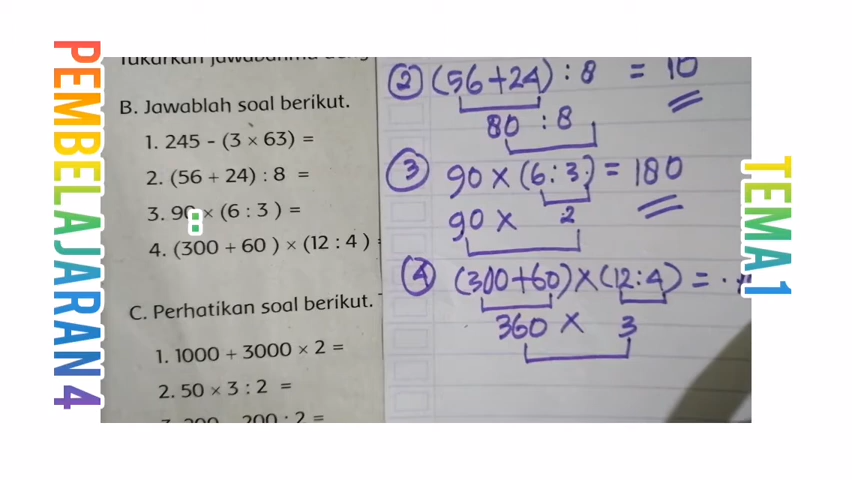 PEMBELAJARAN 4 :
TEMA 1
Tukarkan jawabanmu
B. Jawablah soal berikut.
1. 245 - (3 × 63) =
2. (56 + 24) : 8 =
3. 90 × (6 : 3 ) =
4. (300 + 60 ) × (12 : 4 ) =
C. Perhatikan soal berikut.
1. 1000 + 3000 × 2 =
2. 50 × 3 : 2 =
② (56+24) : 8 = 10
80 : 8
③ 90 × (6 : 3) = 180
90 × 2
④ (300+60) × (12:4) = ..
360 × 3